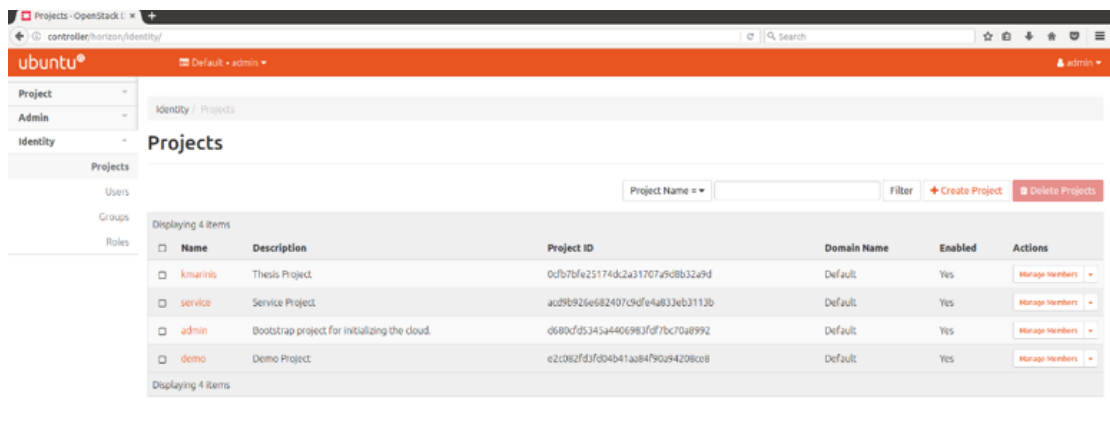 Projects - OpenStack
controller/horizon/identity/
Search
ubuntu®
Default • admin
admin
Project
Admin
Identity
Projects
Users
Groups
Roles
Identity / Projects
Projects
Project Name =
Filter
+ Create Project
Delete Projects
Displaying 4 items
Name Description Project ID Domain Name Enabled Actions
kmarinis Thesis Project 0cfb7bfe25174dc2a31707a9d8b32a9d Default Yes Manage Members
service Service Project acd9b926e682407c9dfe4a833eb3113b Default Yes Manage Members
admin Bootstrap project for initializing the cloud. d680cfd5345a4406983fdf7bc70a8992 Default Yes Manage Members
demo Demo Project e2c082fd3fd04b41aa84f90a94208ce8 Default Yes Manage Members
Displaying 4 items